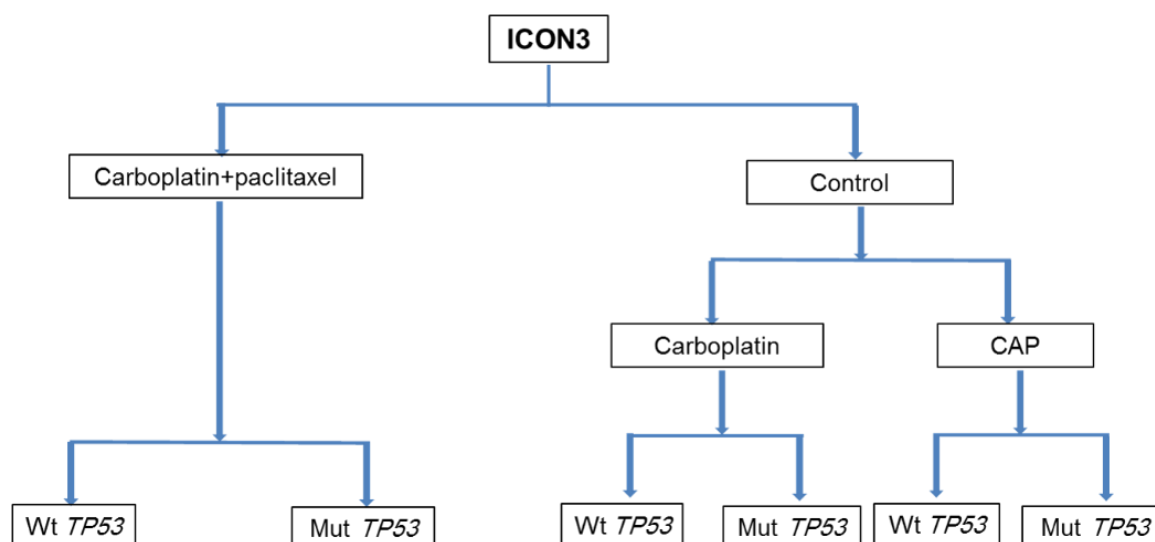 ICON3
Carboplatin+paclitaxel
Control
Carboplatin
CAP
Wt TP53
Mut TP53
Wt TP53
Mut TP53
Wt TP53
Mut TP53